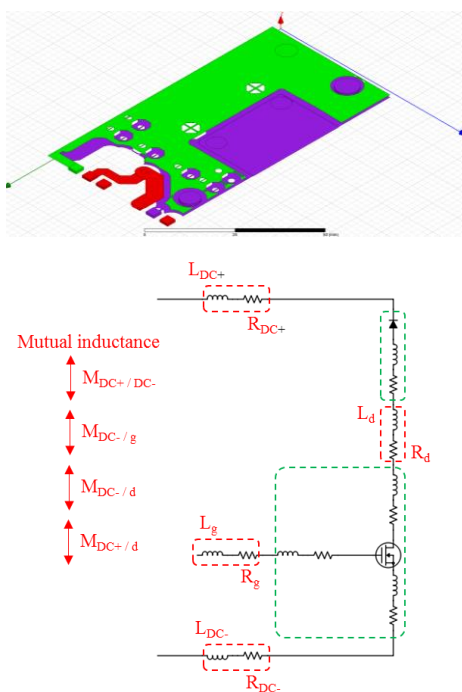 L_DC+
R_DC+
Mutual inductance
M_DC+ / DC-
L_d
M_DC- / g
R_d
M_DC- / d
M_DC+ / d
L_g
R_g
L_DC-
R_DC-